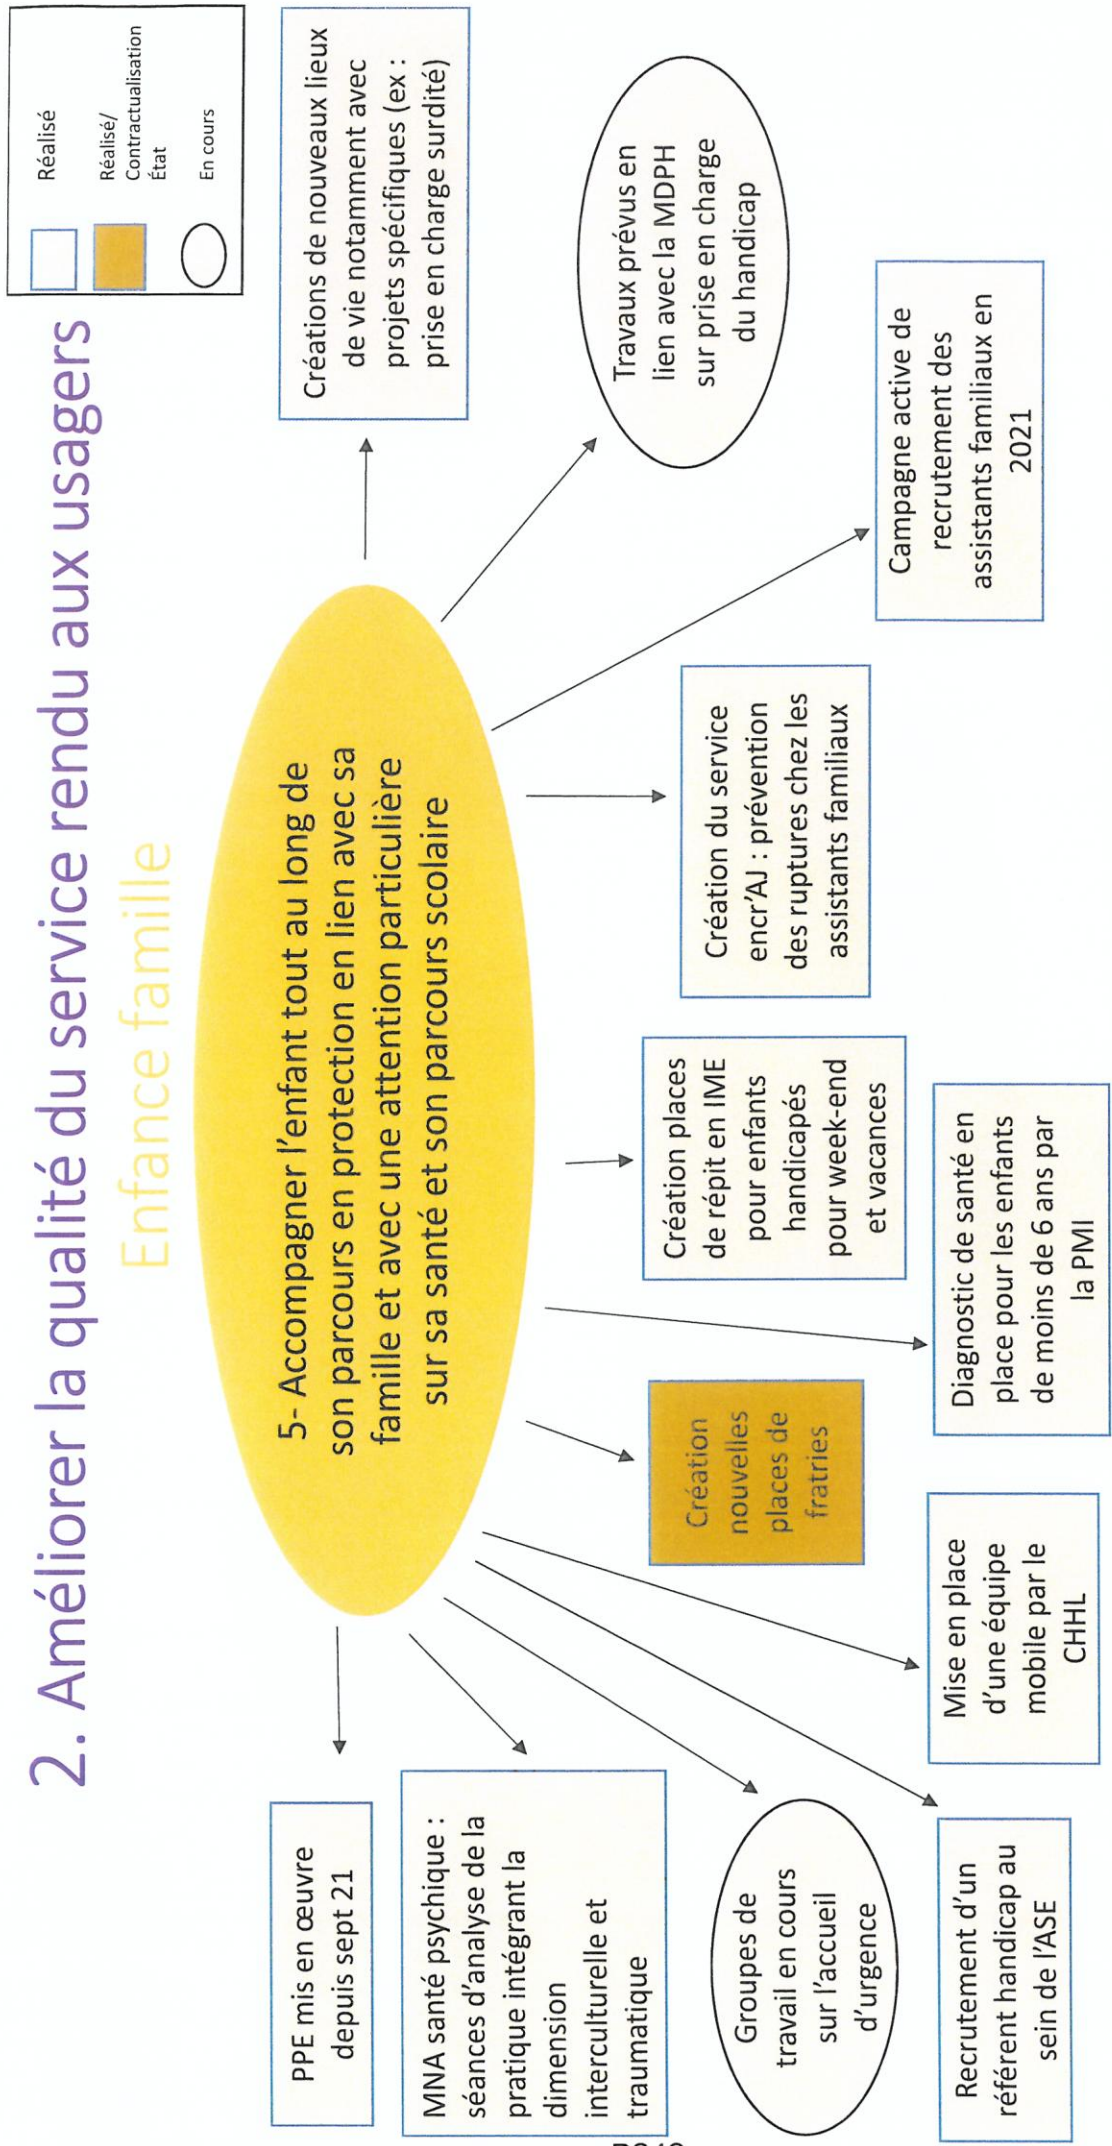 2. Améliorer la qualité du service rendu aux usagers
Enfance famille
Réalisé
Réalisé/
Contractualisation
État
En cours
5- Accompagner l'enfant tout au long de
son parcours en protection en lien avec sa
famille et avec une attention particulière
sur sa santé et son parcours scolaire
PPE mis en œuvre
depuis sept 21
MNA santé psychique :
séances d'analyse de la
pratique intégrant la
dimension
interculturelle et
traumatique
Groupes de
travail en cours
sur l'accueil
d'urgence
Recrutement d'un
référent handicap au
sein de l'ASE
Mise en place
d'une équipe
mobile par le
CHHL
Création
nouvelles
places de
fratries
Diagnostic de santé en
place pour les enfants
de moins de 6 ans par
la PMI
Création places
de répit en IME
pour enfants
handicapés
pour week-end
et vacances
Création du service
encr'AJ : prévention
des ruptures chez les
assistants familiaux
Campagne active de
recrutement des
assistants familiaux en
2021
Travaux prévus en
lien avec la MDPH
sur prise en charge
du handicap
Créations de nouveaux lieux
de vie notamment avec
projets spécifiques (ex :
prise en charge surdité)